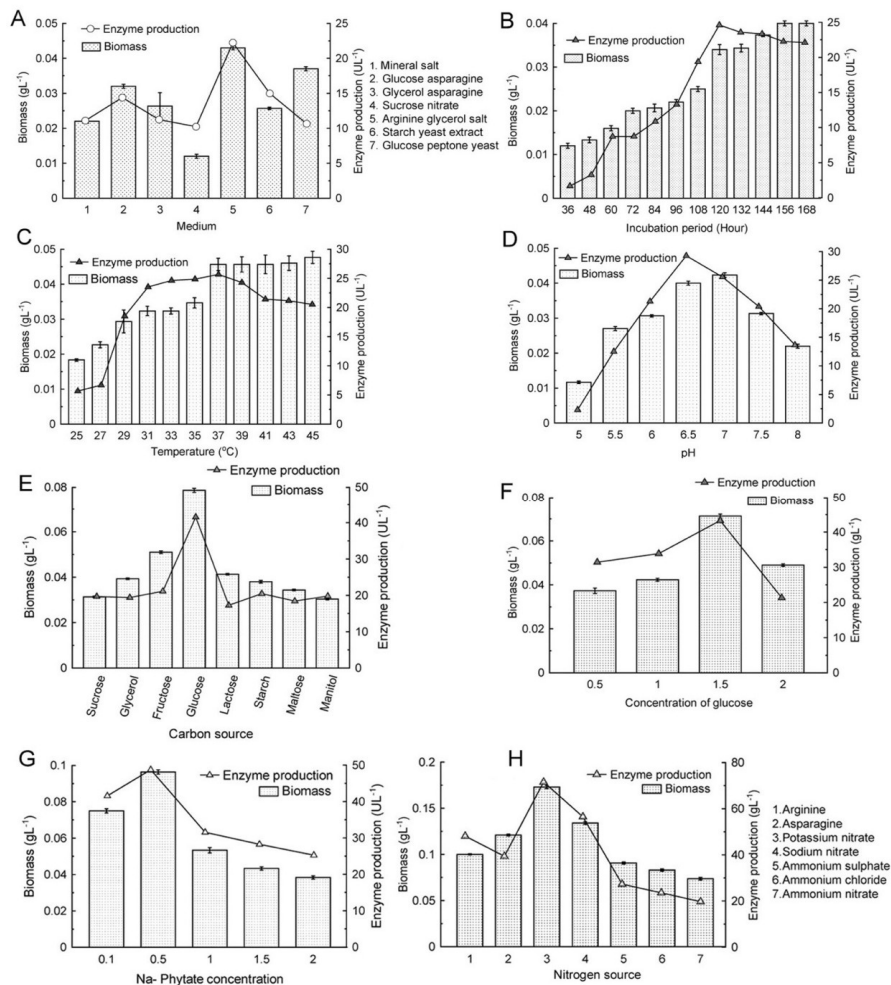 A
Enzyme production
Biomass
Biomass (gL-1)
0.05
0.04
0.03
0.02
0.01
0
25
20
15
10
5
0
Enzyme production (UL-1)
1 2 3 4 5 6 7
Medium
1. Mineral salt
2. Glucose asparagine
3. Glycerol asparagine
4. Sucrose nitrate
5. Arginine glycerol salt
6. Starch yeast extract
7. Glucose peptone yeast
B
Enzyme production
Biomass
Biomass (gL-1)
0.04
0.03
0.02
0.01
0
25
20
15
10
5
0
Enzyme production (UL-1)
36 48 60 72 84 96 108 120 132 144 156 168
Incubation period (Hour)
C
Enzyme production
Biomass
Biomass (gL-1)
0.05
0.04
0.03
0.02
0.01
0
30
25
20
15
10
5
0
Enzyme production (UL-1)
25 27 29 31 33 35 37 39 41 43 45
Temperature (oC)
D
Enzyme production
Biomass
Biomass (gL-1)
0.05
0.04
0.03
0.02
0.01
0
30
25
20
15
10
5
0
Enzyme production (UL-1)
5 5.5 6 6.5 7 7.5 8
pH
E
Enzyme production
Biomass
Biomass (gL-1)
0.08
0.06
0.04
0.02
0
50
40
30
20
10
0
Enzyme production (UL-1)
Sucrose
Glycerol
Fructose
Glucose
Lactose
Starch
Maltose
Manitol
Carbon source
F
Enzyme production
Biomass
Biomass (gL-1)
0.08
0.06
0.04
0.02
0
50
40
30
20
10
0
Enzyme production (gL-1)
0.5 1 1.5 2
Concentration of glucose
G
Enzyme production
Biomass
Biomass (gL-1)
0.1
0.08
0.06
0.04
0.02
0
50
40
30
20
10
0
Enzyme production (UL-1)
0.1 0.5 1 1.5 2
Na- Phytate concentration
H
Enzyme production
Biomass
Biomass (gL-1)
0.2
0.15
0.1
0.05
0
80
60
40
20
0
Enzyme production (UL-1)
1 2 3 4 5 6 7
Nitrogen source
1.Arginine
2.Asparagine
3.Potassium nitrate
4.Sodium nitrate
5.Ammonium sulphate
6.Ammonium chloride
7.Ammonium nitrate